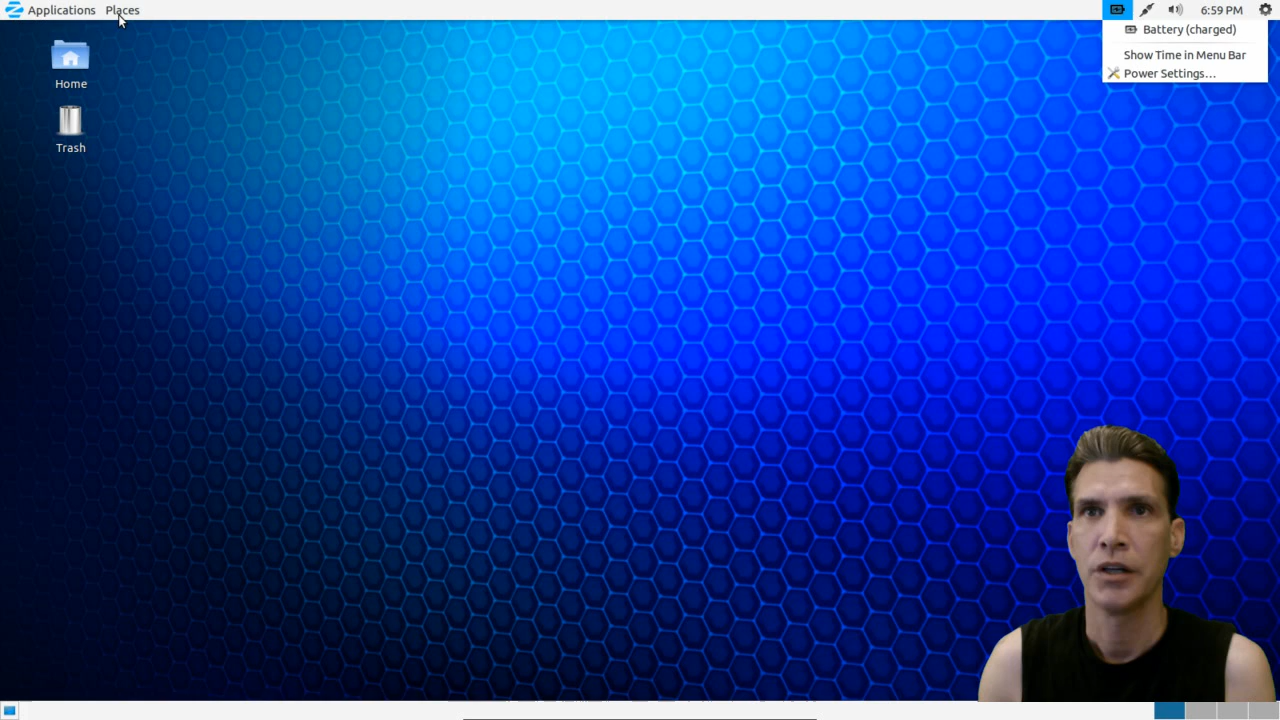 Applications Places
6:59 PM
Battery (charged)
Show Time in Menu Bar
Power Settings…
Home
Trash